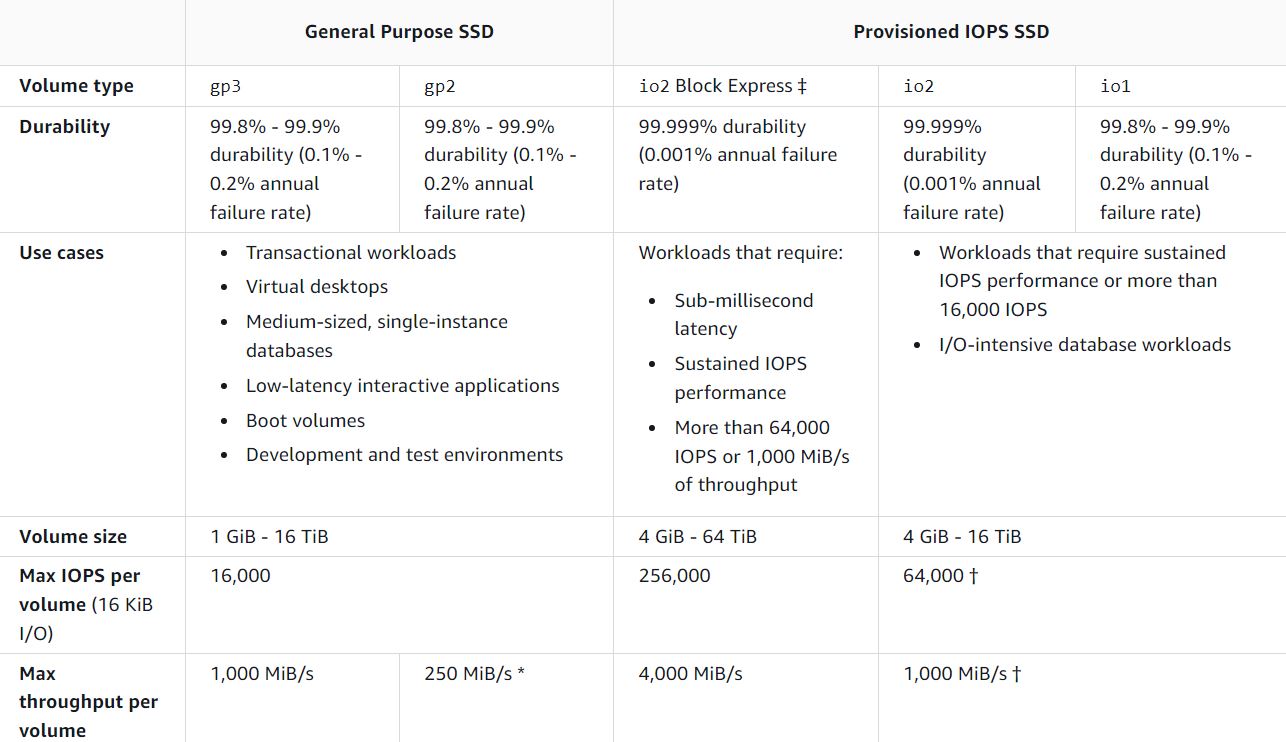 General Purpose SSD
Provisioned IOPS SSD
Volume type
gp3
gp2
io2 Block Express ‡
io2
io1
Durability
99.8% - 99.9%
durability (0.1% -
0.2% annual
failure rate)
99.8% - 99.9%
durability (0.1% -
0.2% annual
failure rate)
99.999% durability
(0.001% annual failure
rate)
99.999%
durability
(0.001% annual
failure rate)
99.8% - 99.9%
durability (0.1% -
0.2% annual
failure rate)
Use cases
• Transactional workloads
• Virtual desktops
• Medium-sized, single-instance
databases
• Low-latency interactive applications
• Boot volumes
• Development and test environments
Workloads that require:
• Sub-millisecond
latency
• Sustained IOPS
performance
• More than 64,000
IOPS or 1,000 MiB/s
of throughput
• Workloads that require sustained
IOPS performance or more than
16,000 IOPS
• I/O-intensive database workloads
Volume size
1 GiB - 16 TiB
4 GiB - 64 TiB
4 GiB - 16 TiB
Max IOPS per
volume (16 KiB
I/O)
16,000
256,000
64,000 †
Max
throughput per
volume
1,000 MiB/s
250 MiB/s *
4,000 MiB/s
1,000 MiB/s †